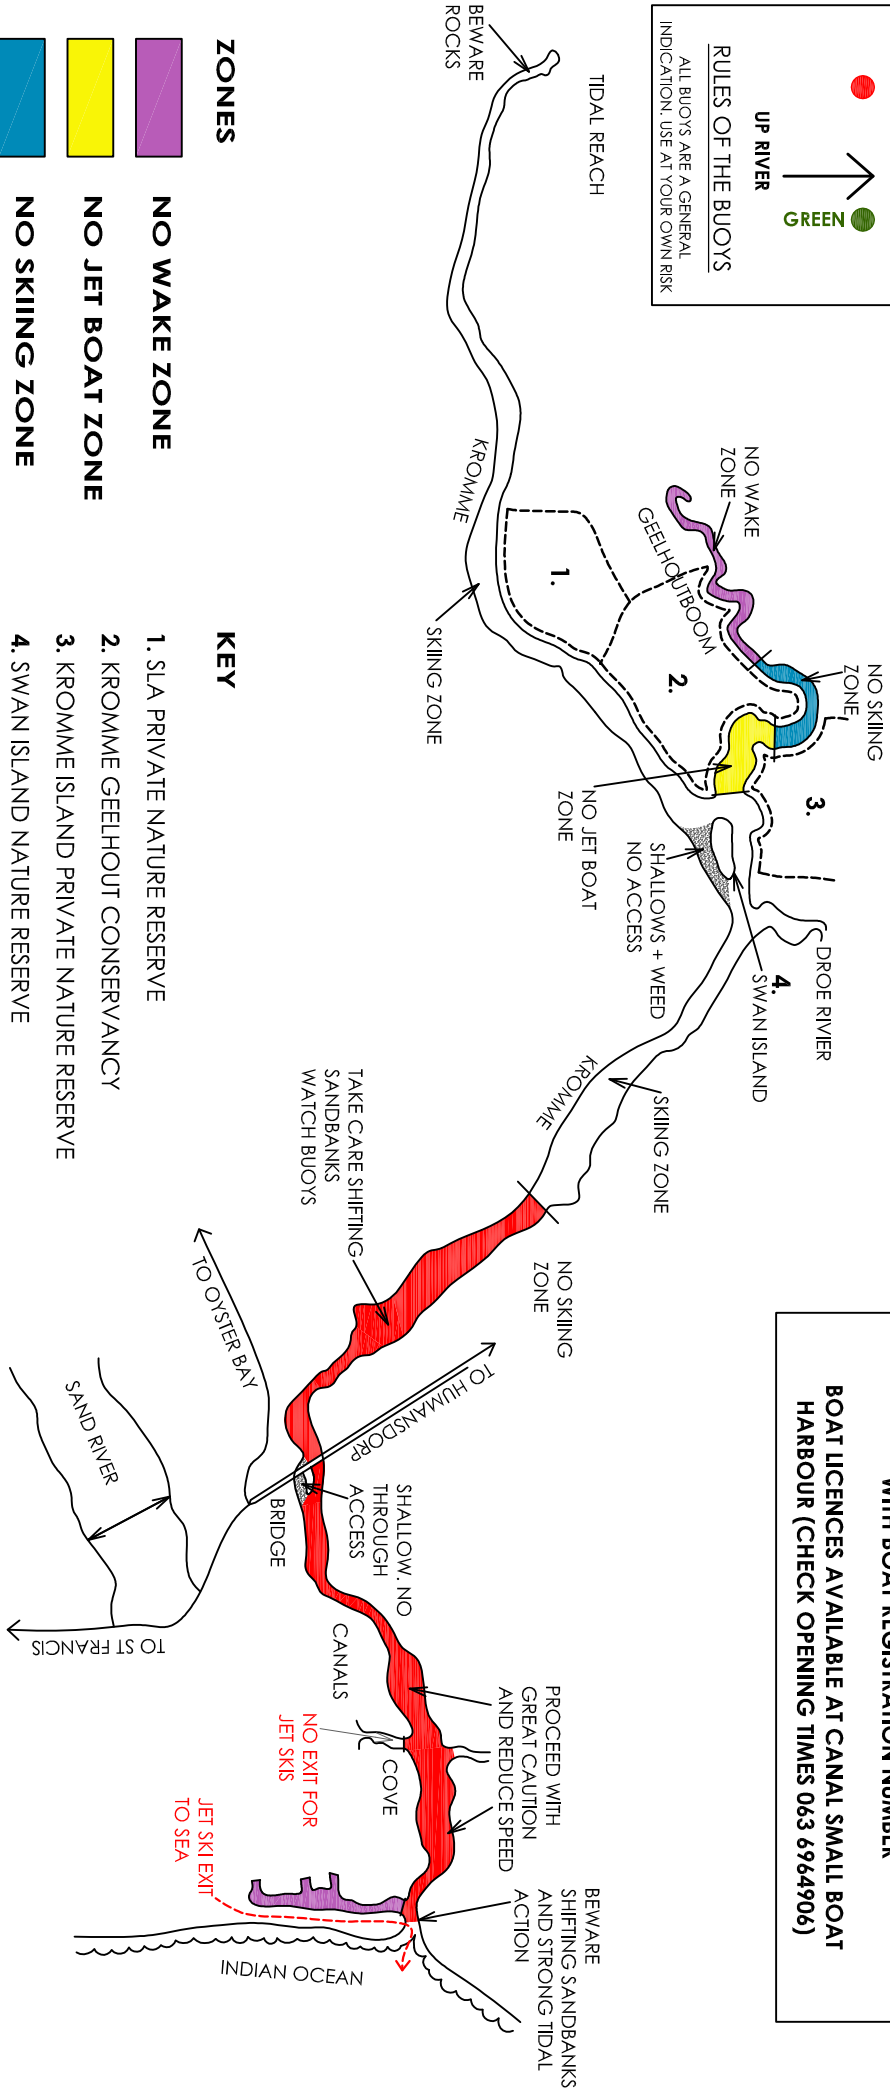 UP RIVER
GREEN
RULES OF THE BUOYS
ALL BUOYS ARE A GENERAL
INDICATION. USE AT YOUR OWN RISK
WITH BOAT REGISTRATION NUMBER
BOAT LICENCES AVAILABLE AT CANAL SMALL BOAT
HARBOUR (CHECK OPENING TIMES 063 6964906)
BEWARE
ROCKS
TIDAL REACH
KROMME
SKIING ZONE
NO WAKE
ZONE
GEELHOUTBOOM
NO SKIING
ZONE
1.
2.
3.
NO JET BOAT
ZONE
SHALLOWS + WEED
NO ACCESS
DROE RIVIER
4.
SWAN ISLAND
KROMME
SKIING ZONE
NO SKIING
ZONE
TAKE CARE SHIFTING
SANDBANKS
WATCH BUOYS
TO OYSTER BAY
TO HUMANSDORP
SAND RIVER
BRIDGE
SHALLOW. NO
THROUGH
ACCESS
TO ST FRANCIS
CANALS
PROCEED WITH
GREAT CAUTION
AND REDUCE SPEED
COVE
NO EXIT FOR
JET SKIS
JET SKI EXIT
TO SEA
BEWARE
SHIFTING SANDBANKS
AND STRONG TIDAL
ACTION
INDIAN OCEAN
ZONES
NO WAKE ZONE
NO JET BOAT ZONE
NO SKIING ZONE
KEY
1. SLA PRIVATE NATURE RESERVE
2. KROMME GEELHOUT CONSERVANCY
3. KROMME ISLAND PRIVATE NATURE RESERVE
4. SWAN ISLAND NATURE RESERVE